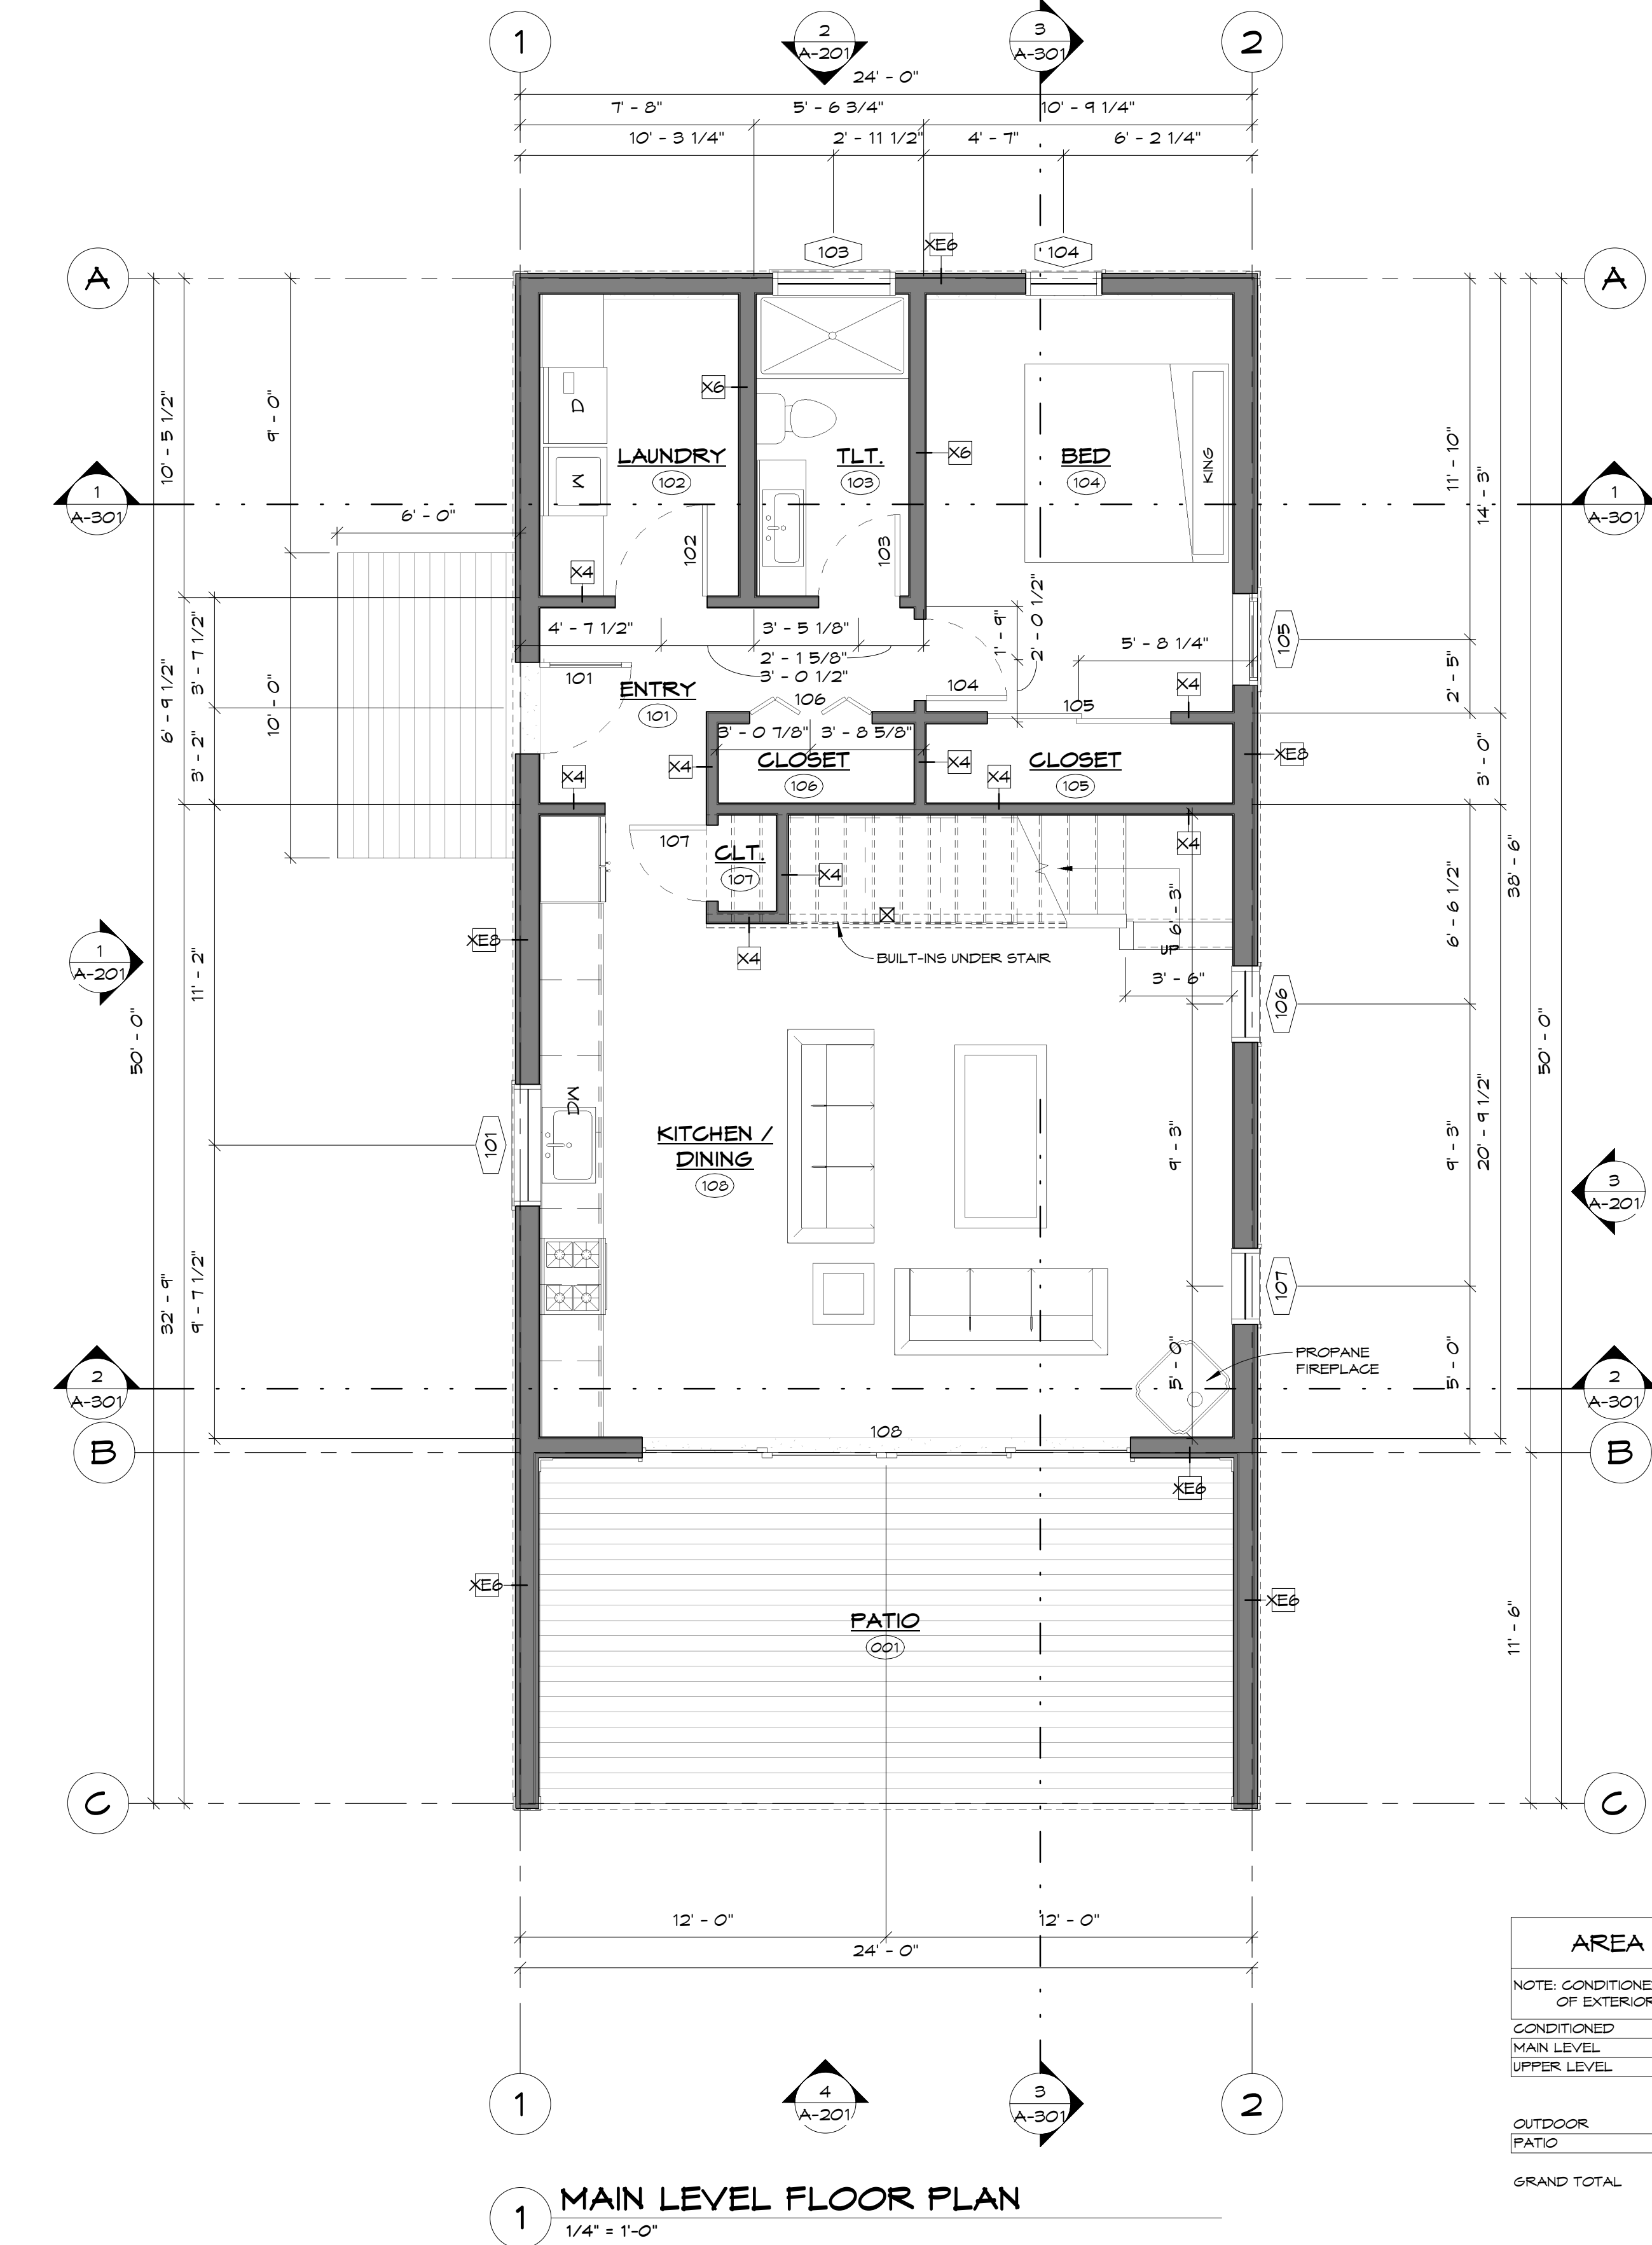 1
2
A-201
3
A-301
2
24' - 0"
7' - 8"
5' - 6 3/4"
10' - 9 1/4"
10' - 3 1/4"
2' - 11 1/2"
4' - 7"
6' - 2 1/4"
103
XE6
104
A
A
10' - 5 1/2"
9' - 0"
D
X6
X6
LAUNDRY
102
TLT.
103
BED
104
KING
11' - 10"
14' - 3"
1
A-301
1
A-301
6' - 0"
W
102
103
X4
4' - 7 1/2"
3' - 5 1/8"
2' - 1 5/8"
3' - 0 1/2"
1' - 9"
2' - 0 1/2"
5' - 8 1/4"
105
6' - 9 1/2"
3' - 7 1/2"
3' - 2"
10' - 0"
101
ENTRY
101
106
104
105
X4
2' - 5"
3' - 0 7/8"
3' - 8 5/8"
X4
CLOSET
106
X4
X4
CLOSET
105
XE8
3' - 0"
X4
107
CLT.
107
X4
X4
X4
XE8
BUILT-INS UNDER STAIR
UP
6' - 3"
3' - 6"
106
6' - 6 1/2"
38' - 6"
1
A-201
50' - 0"
11' - 2"
50' - 0"
101
DW
KITCHEN /
DINING
108
9' - 3"
9' - 3"
20' - 9 1/2"
3
A-201
32' - 9"
9' - 7 1/2"
107
5' - 0"
PROPANE
FIREPLACE
5' - 0"
2
A-301
2
A-301
B
108
B
XE6
XE6
XE6
PATIO
001
11' - 6"
C
C
12' - 0"
12' - 0"
24' - 0"
AREA
NOTE: CONDITIONE
OF EXTERIOR
CONDITIONED
MAIN LEVEL
UPPER LEVEL
OUTDOOR
PATIO
GRAND TOTAL
1
4
A-201
3
A-301
2
1
MAIN LEVEL FLOOR PLAN
1/4" = 1'-0"